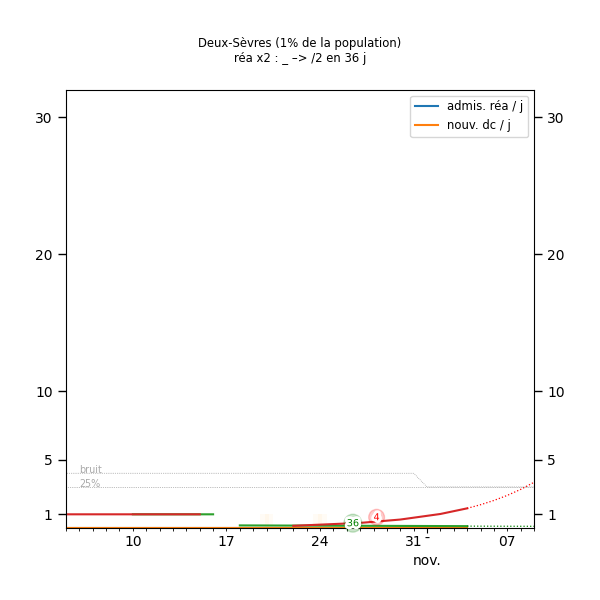 Deux-Sèvres (1% de la population)
réa x2 : _ –> /2 en 36 j
admis. réa / j
nouv. dc / j
30 30
20 20
10 10
5 5
bruit
25%
1 1
36 4
10 17 24 31 - 07
nov.